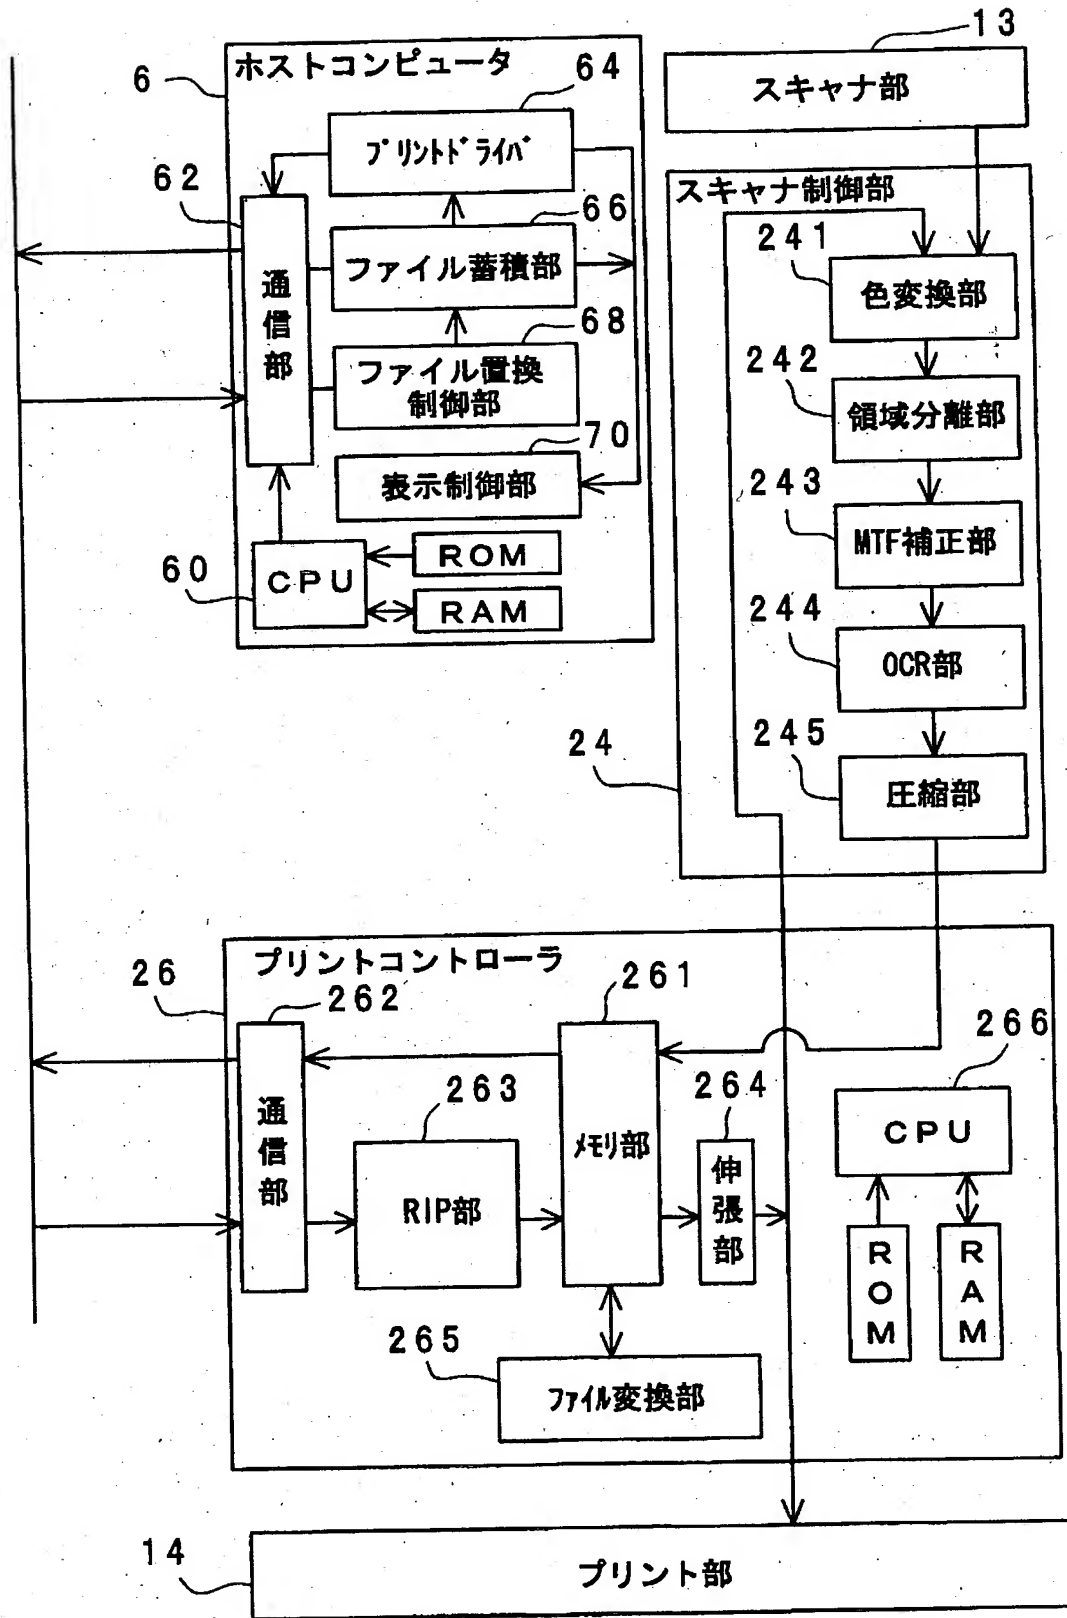 13
スキャナ部
6
ホストコンピュータ
64
プリントドライバ
62
通信部
66
ファイル蓄積部
68
ファイル置換
制御部
70
表示制御部
60
CPU
ROM
RAM
スキャナ制御部
241
色変換部
242
領域分離部
243
MTF補正部
244
OCR部
245
圧縮部
24
26
プリントコントローラ
262
通信部
263
RIP部
261
メモリ部
264
伸張部
265
ファイル変換部
266
CPU
ROM
RAM
14
プリント部